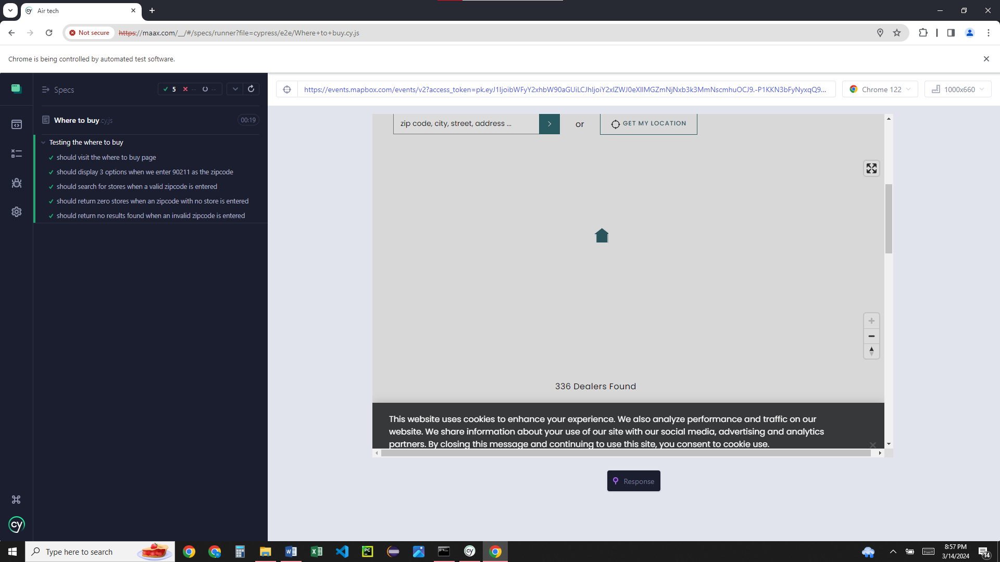 Air tech
Not secure
https://maax.com/__/#/specs/runner?file=cypress/e2e/Where+to+buy.cy.js
Chrome is being controlled by automated test software.
Specs
5
--
--
https://events.mapbox.com/events/v2?access_token=pk.eyJ1IjoibWFyY2xhbW90aGUiLCJhIjoiY2xlZWJ0eXllMGZmNjNxb3k3MmNscmhuOCJ9.-P1KKN3bFyNyxqQ9...
Chrome 122
1000x660
Where to buy.cy.js
00:19
Testing the where to buy
should visit the where to buy page
should display 3 options when we enter 90211 as the zipcode
should search for stores when a valid zipcode is entered
should return zero stores when an zipcode with no store is entered
should return no results found when an invalid zipcode is entered
zip code, city, street, address ...
or
GET MY LOCATION
336 Dealers Found
This website uses cookies to enhance your experience. We also analyze performance and traffic on our
website. We share information about your use of our site with our social media, advertising and analytics
partners. By closing this message and continuing to use this site, you consent to cookie use.
Response
cy
Type here to search
8:57 PM
3/14/2024
14